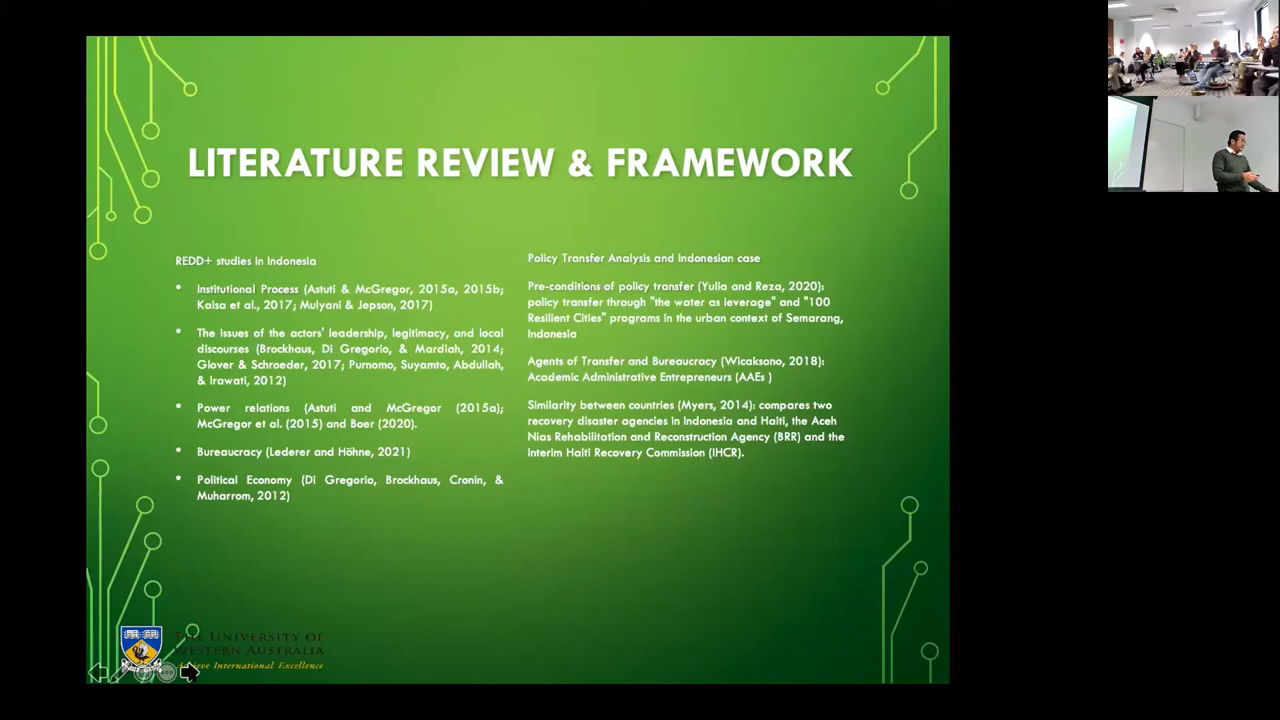 LITERATURE REVIEW & FRAMEWORK
REDD+ studies in Indonesia
• Institutional Process (Astuti & McGregor, 2015a, 2015b;
Kaisa et al., 2017; Mulyani & Jepson, 2017)
• The issues of the actors' leadership, legitimacy, and local
discourses (Brockhaus, Di Gregorio, & Mardiah, 2014;
Glover & Schroeder, 2017; Purnomo, Suyamto, Abdullah,
& Irawati, 2012)
• Power relations (Astuti and McGregor (2015a);
McGregor et al. (2015) and Boer (2020).
• Bureaucracy (Lederer and Höhne, 2021)
• Political Economy (Di Gregorio, Brockhaus, Cronin, &
Muharrom, 2012)
Policy Transfer Analysis and Indonesian case
Pre-conditions of policy transfer (Yulia and Reza, 2020):
policy transfer through "the water as leverage" and "100
Resilient Cities" programs in the urban context of Semarang,
Indonesia
Agents of Transfer and Bureaucracy (Wicaksono, 2018):
Academic Administrative Entrepreneurs (AAEs )
Similarity between countries (Myers, 2014): compares two
recovery disaster agencies in Indonesia and Haiti, the Aceh
Nias Rehabilitation and Reconstruction Agency (BRR) and the
Interim Haiti Recovery Commission (IHCR).
THE UNIVERSITY OF
WESTERN AUSTRALIA
Achieve International Excellence